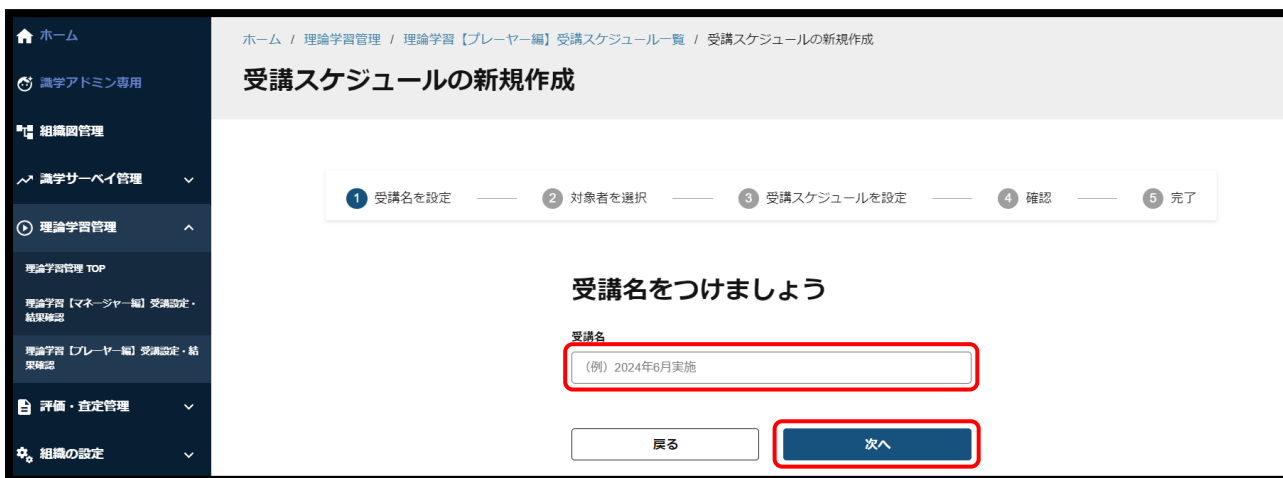 ホーム
識学アドミン専用
組織図管理
識学サーベイ管理
理論学習管理
理論学習管理 TOP
理論学習【マネージャー編】受講設定・
結果確認
理論学習【プレーヤー編】受講設定・結
果確認
評価・査定管理
組織の設定
ホーム / 理論学習管理 / 理論学習【プレーヤー編】受講スケジュール一覧 / 受講スケジュールの新規作成
受講スケジュールの新規作成
1 受講名を設定 2 対象者を選択 3 受講スケジュールを設定 4 確認 5 完了
受講名をつけましょう
受講名
（例）2024年6月実施
戻る 次へ